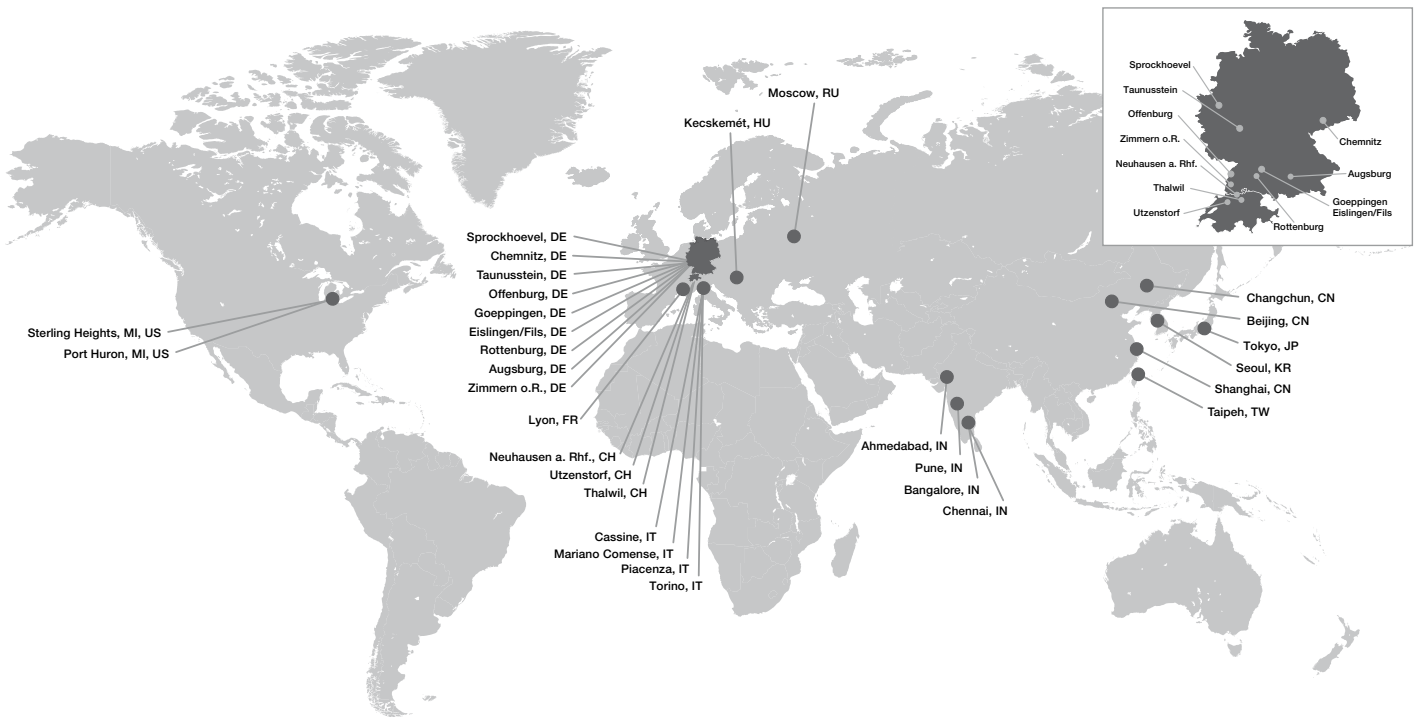 Moscow, RU
Kecskemét, HU
Sprockhoevel, DE
Chemnitz, DE
Taunusstein, DE
Offenburg, DE
Goeppingen, DE
Eislingen/Fils, DE
Rottenburg, DE
Augsburg, DE
Zimmern o.R., DE
Lyon, FR
Neuhausen a. Rhf., CH
Utzenstorf, CH
Thalwil, CH
Cassine, IT
Mariano Comense, IT
Piacenza, IT
Torino, IT
Sterling Heights, MI, US
Port Huron, MI, US
Ahmedabad, IN
Pune, IN
Bangalore, IN
Chennai, IN
Changchun, CN
Beijing, CN
Tokyo, JP
Seoul, KR
Shanghai, CN
Taipeh, TW
Sprockhoevel
Taunusstein
Offenburg
Zimmern o.R.
Neuhausen a. Rhf.
Thalwil
Utzenstorf
Chemnitz
Augsburg
Goeppingen
Eislingen/Fils
Rottenburg